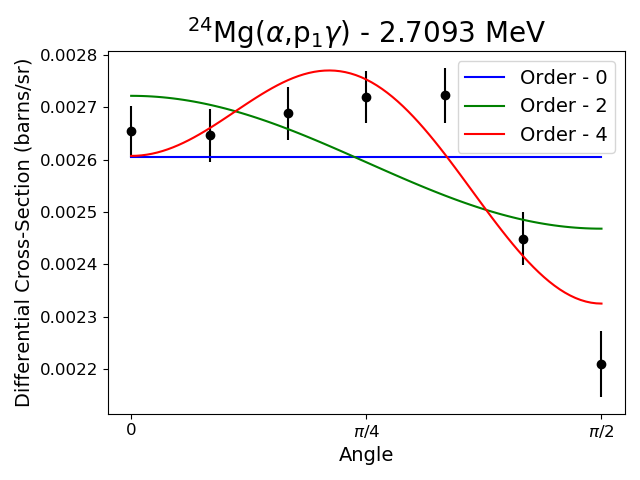 ²⁴Mg(α,p₁γ) - 2.7093 MeV
Differential Cross-Section (barns/sr)
0.0028
0.0027
0.0026
0.0025
0.0024
0.0023
0.0022
Order - 0
Order - 2
Order - 4
0
π/4
π/2
Angle